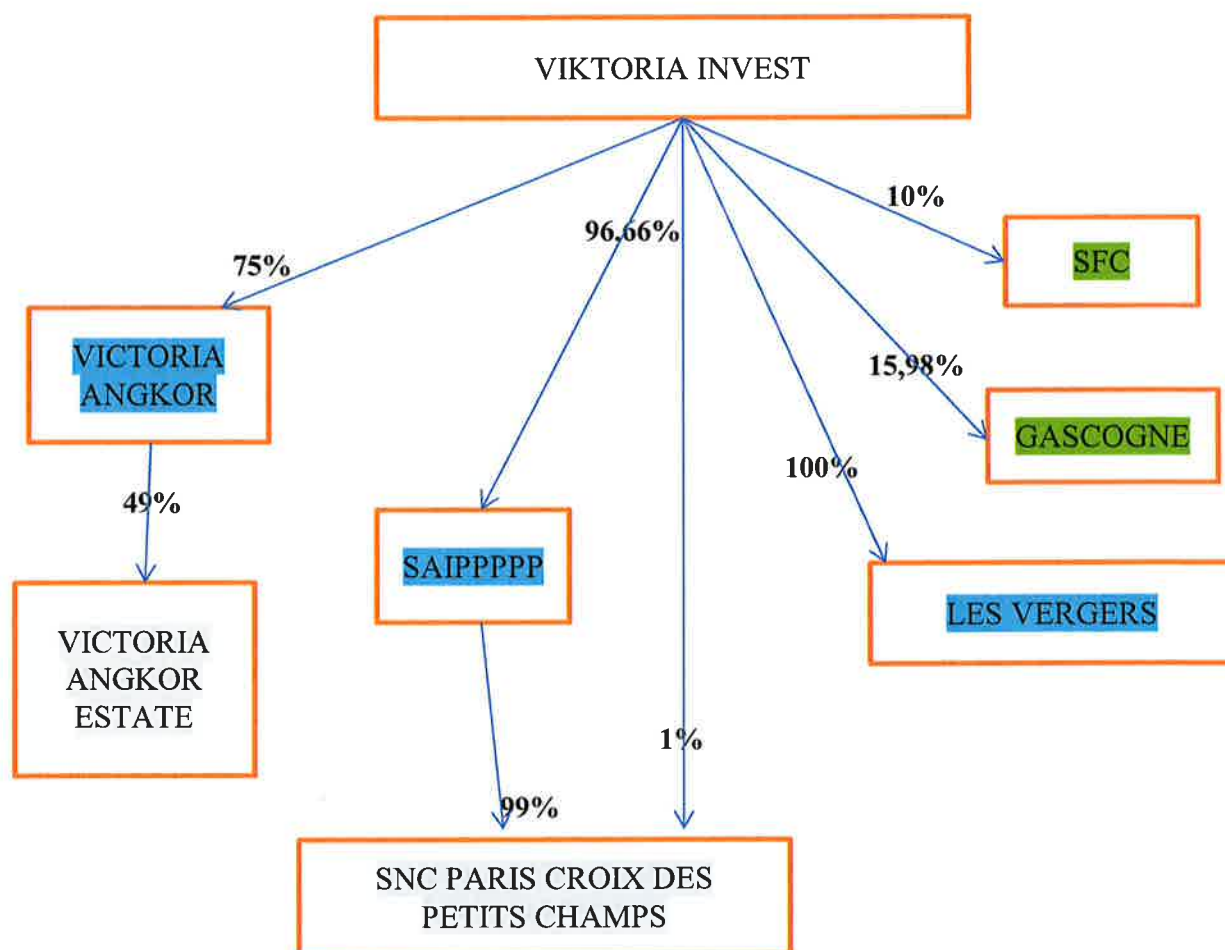 VIKTORIA INVEST
10%
96,66%
SFC
75%
VICTORIA
ANGKOR
15,98%
GASCOGNE
100%
49%
SAIPPPPP
LES VERGERS
VICTORIA
ANGKOR
ESTATE
1%
99%
SNC PARIS CROIX DES
PETITS CHAMPS